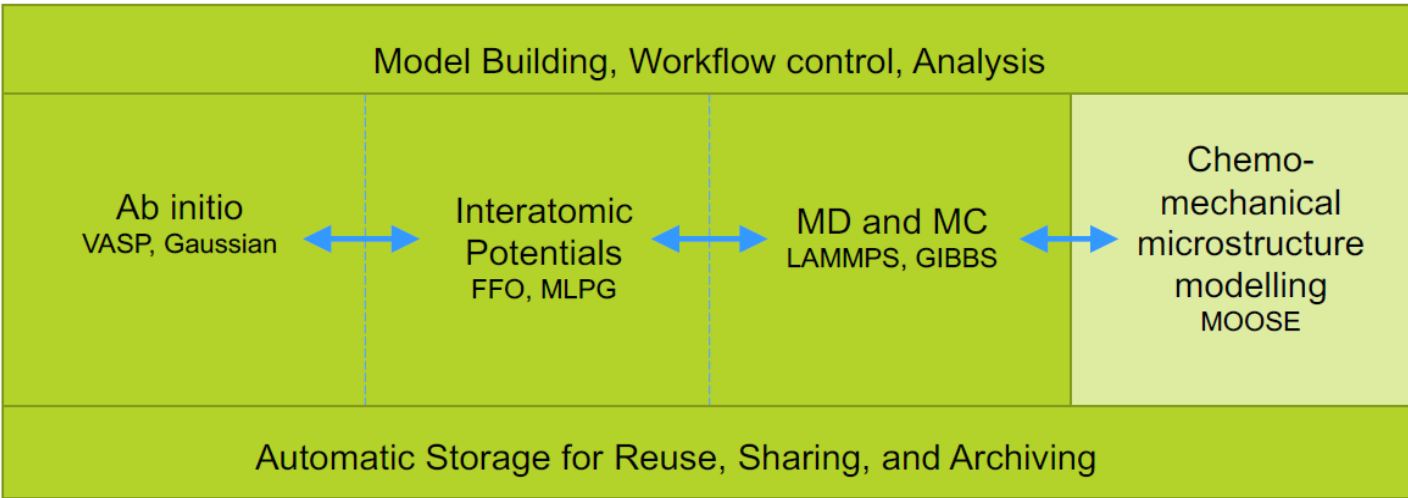 Model Building, Workflow control, Analysis
Ab initio
VASP, Gaussian
Interatomic
Potentials
FFO, MLPG
MD and MC
LAMMPS, GIBBS
Chemo-
mechanical
microstructure
modelling
MOOSE
Automatic Storage for Reuse, Sharing, and Archiving